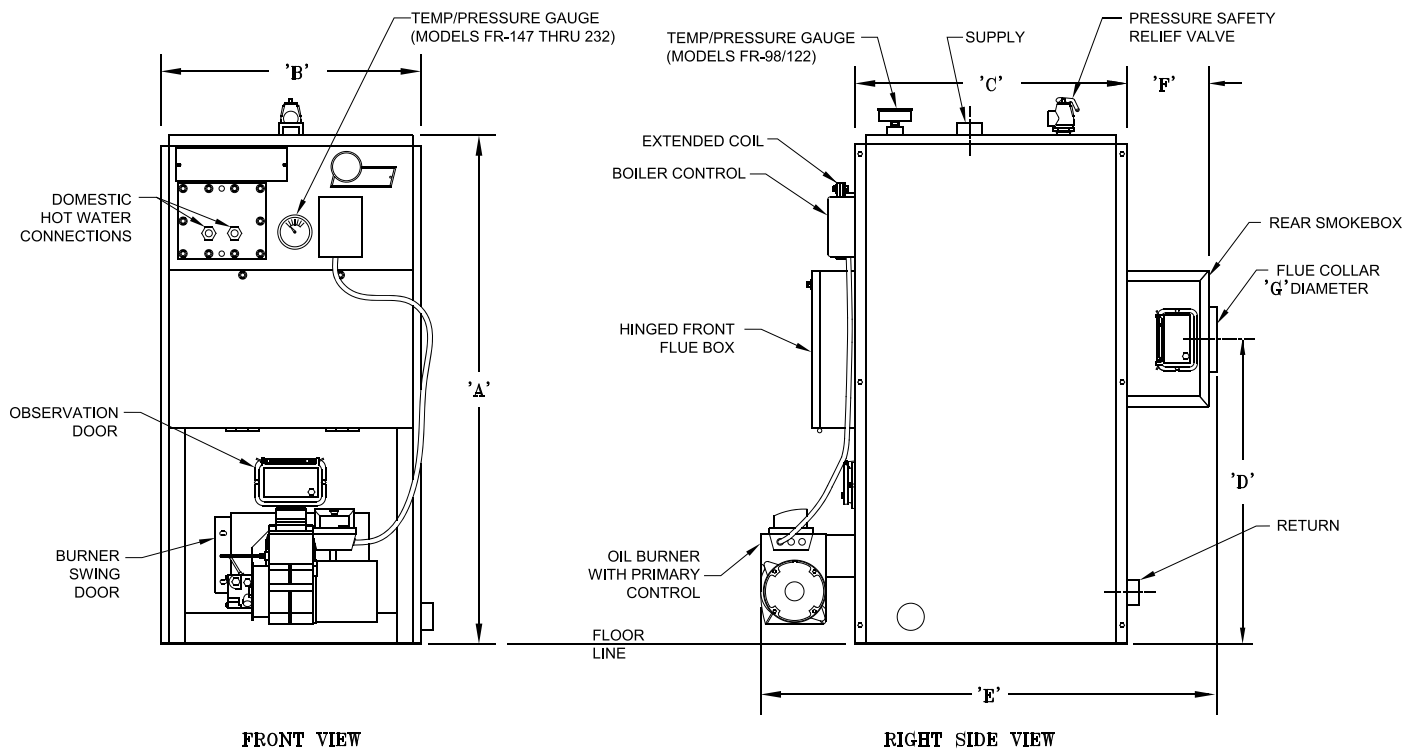 TEMP/PRESSURE GAUGE
(MODELS FR-147 THRU 232)
'B'
DOMESTIC
HOT WATER
CONNECTIONS
'A'
OBSERVATION
DOOR
BURNER
SWING
DOOR
FLOOR
LINE
FRONT VIEW
TEMP/PRESSURE GAUGE
(MODELS FR-98/122)
SUPPLY
PRESSURE SAFETY
RELIEF VALVE
'C'
'F'
EXTENDED COIL
BOILER CONTROL
REAR SMOKEBOX
FLUE COLLAR
'G' DIAMETER
HINGED FRONT
FLUE BOX
'D'
OIL BURNER
WITH PRIMARY
CONTROL
RETURN
'E'
RIGHT SIDE VIEW